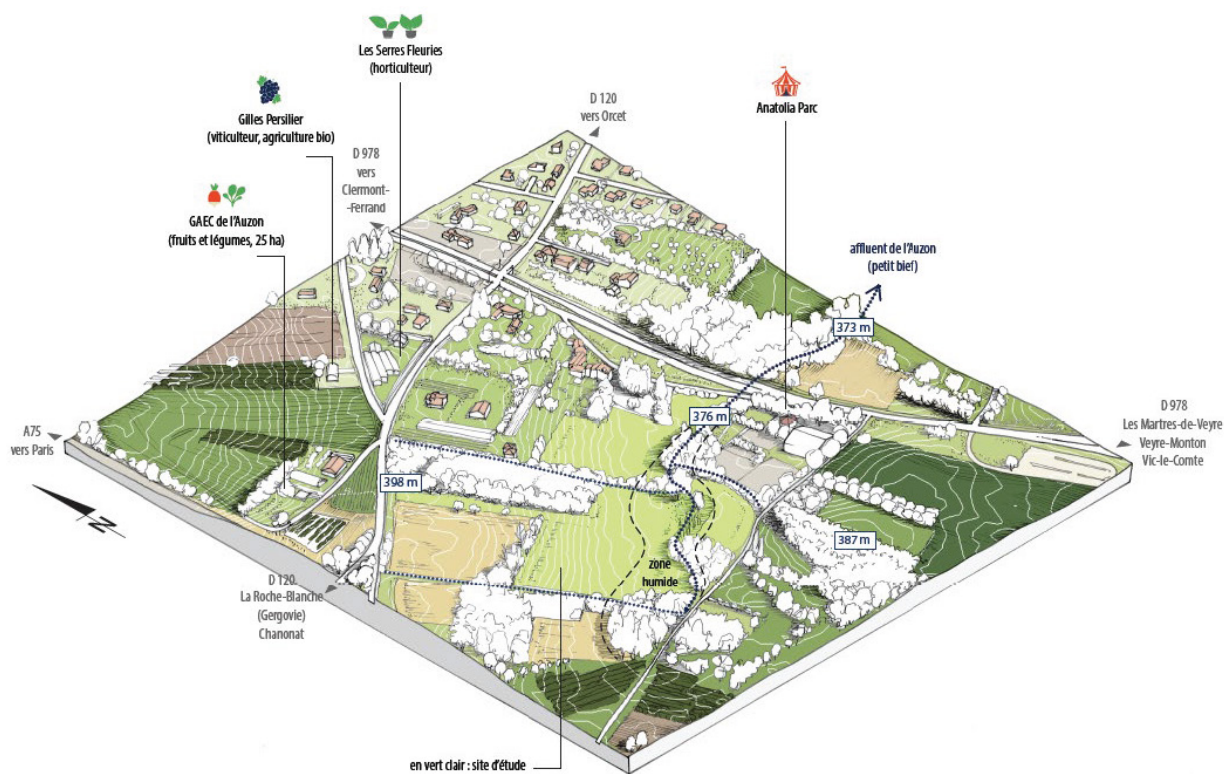 Les Serres Fleuries
(horticulteur)
Gilles Persilier
(viticulteur, agriculture bio)
GAEC de l'Auzon
(fruits et légumes, 25 ha)
D 978
vers
Clermont-
-Ferrand
D 120
vers Orcet
Anatolia Parc
affluent de l'Auzon
(petit bief)
373 m
376 m
D 978
Les Martres-de-Veyre
Veyre-Monton
Vic-le-Comte
A75
vers Paris
N
398 m
387 m
zone
humide
D 120
La Roche-Blanche
(Gergovie)
Chanonat
en vert clair : site d'étude